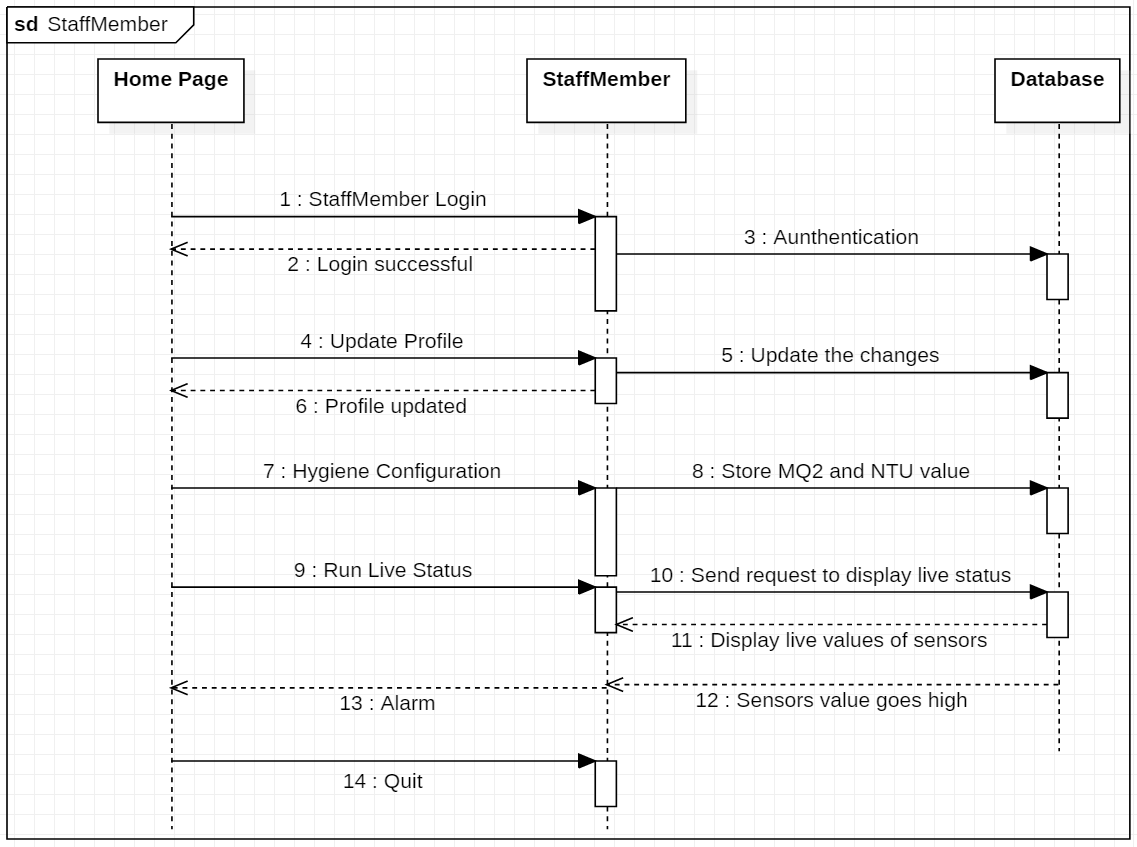 sd StaffMember
Home Page
StaffMember
Database
1 : StaffMember Login
2 : Login successful
3 : Aunthentication
4 : Update Profile
5 : Update the changes
6 : Profile updated
7 : Hygiene Configuration
8 : Store MQ2 and NTU value
9 : Run Live Status
10 : Send request to display live status
11 : Display live values of sensors
12 : Sensors value goes high
13 : Alarm
14 : Quit